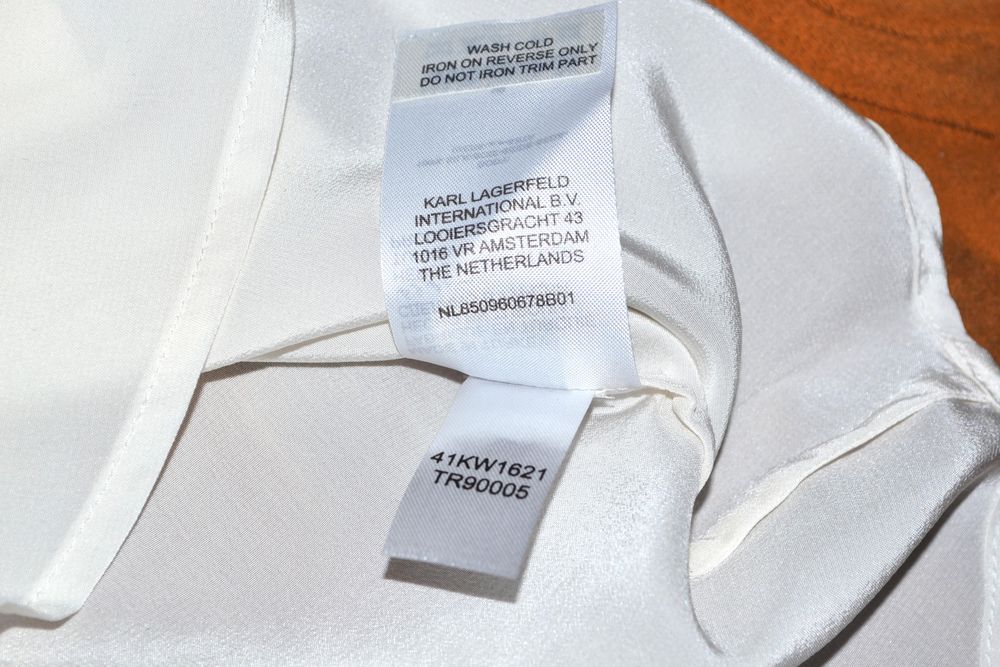 WASH COLD
IRON ON REVERSE ONLY
DO NOT IRON TRIM PART
KARL LAGERFELD
INTERNATIONAL B.V.
LOOIERSGRACHT 43
1016 VR AMSTERDAM
THE NETHERLANDS
NL850960678B01
41KW1621
TR90005